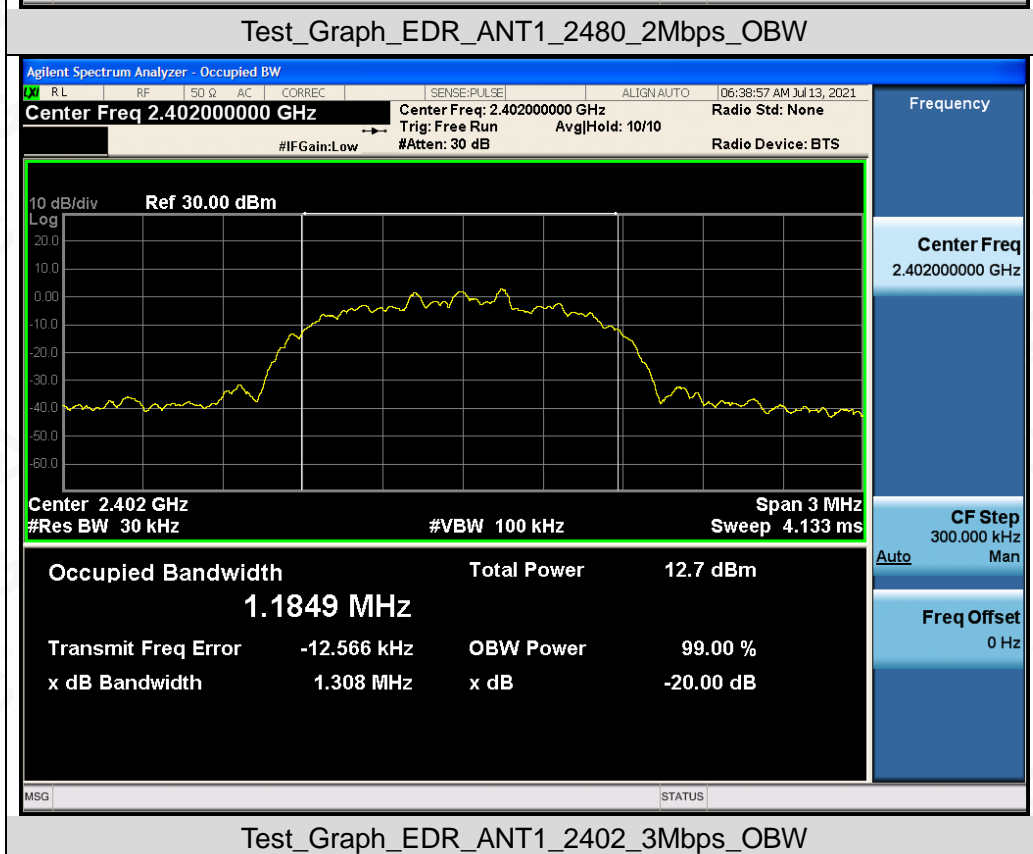 Test_Graph_EDR_ANT1_2480_2Mbps_OBW
Agilent Spectrum Analyzer - Occupied BW
LXI RL RF 50 Ω AC CORREC SENSE:PULSE ALIGN AUTO 06:38:57 AM Jul 13, 2021
Center Freq 2.402000000 GHz Center Freq: 2.402000000 GHz Radio Std: None
Trig: Free Run Avg|Hold: 10/10
#IFGain:Low #Atten: 30 dB Radio Device: BTS
Frequency
10 dB/div Ref 30.00 dBm
Log
20.0
10.0
0.00
-10.0
-20.0
-30.0
-40.0
-50.0
-60.0
Center 2.402 GHz Span 3 MHz
#Res BW 30 kHz #VBW 100 kHz Sweep 4.133 ms
Center Freq
2.402000000 GHz
CF Step
300.000 kHz
Auto Man
Freq Offset
0 Hz
Occupied Bandwidth Total Power 12.7 dBm
1.1849 MHz
Transmit Freq Error -12.566 kHz OBW Power 99.00 %
x dB Bandwidth 1.308 MHz x dB -20.00 dB
MSG STATUS
Test_Graph_EDR_ANT1_2402_3Mbps_OBW